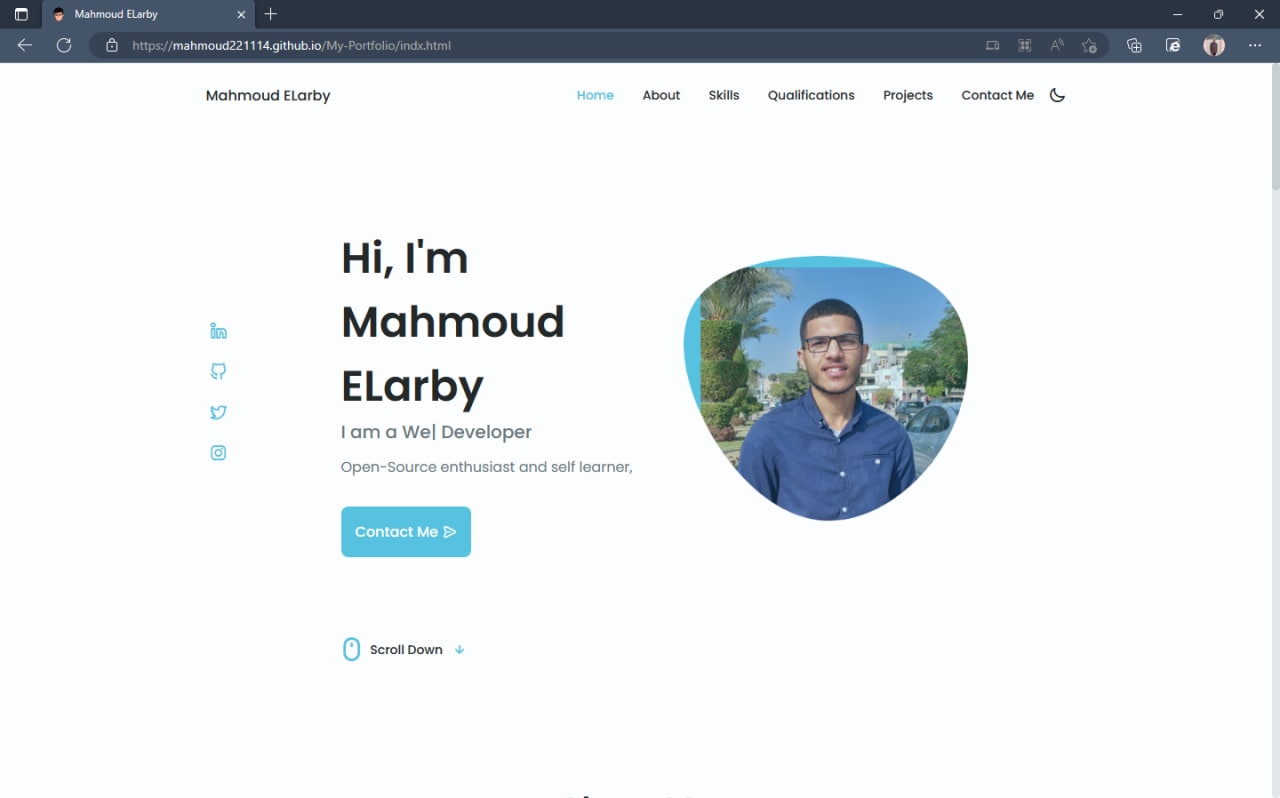 Mahmoud ELarby
https://mahmoud221114.github.io/My-Portfolio/indx.html
Mahmoud ELarby
Home About Skills Qualifications Projects Contact Me
Hi, I'm
Mahmoud
ELarby
I am a We| Developer
Open-Source enthusiast and self learner,
Contact Me
Scroll Down